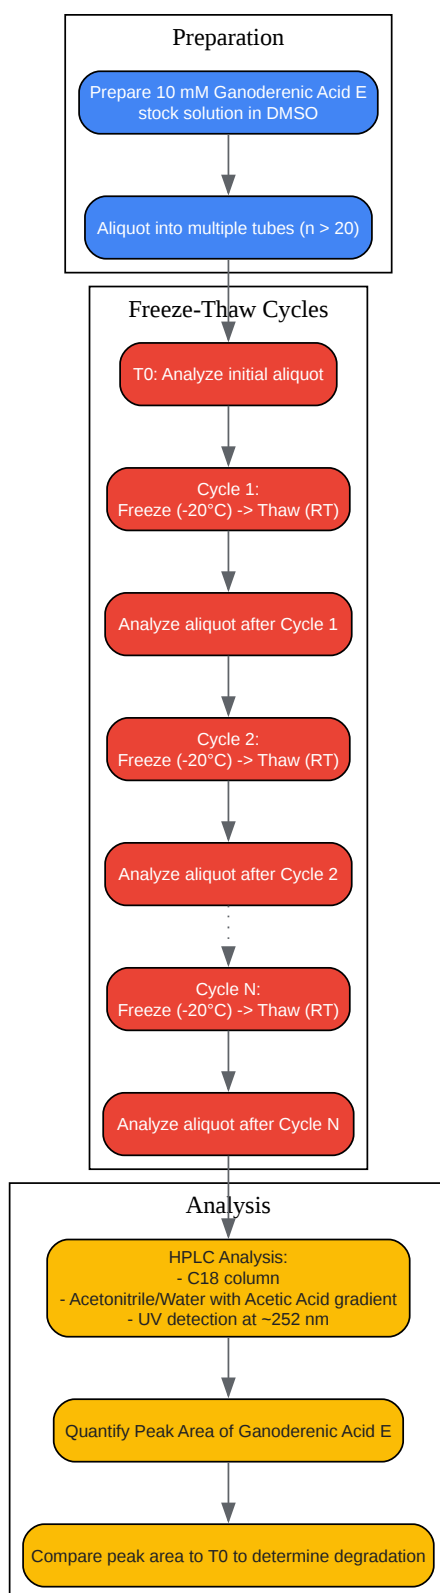 Preparation
Prepare 10 mM Ganoderenic Acid E
stock solution in DMSO
Aliquot into multiple tubes (n > 20)
Freeze-Thaw Cycles
T0: Analyze initial aliquot
Cycle 1:
Freeze (-20°C) -> Thaw (RT)
Analyze aliquot after Cycle 1
Cycle 2:
Freeze (-20°C) -> Thaw (RT)
Analyze aliquot after Cycle 2
Cycle N:
Freeze (-20°C) -> Thaw (RT)
Analyze aliquot after Cycle N
Analysis
HPLC Analysis:
- C18 column
- Acetonitrile/Water with Acetic Acid gradient
- UV detection at ~252 nm
Quantify Peak Area of Ganoderenic Acid E
Compare peak area to T0 to determine degradation